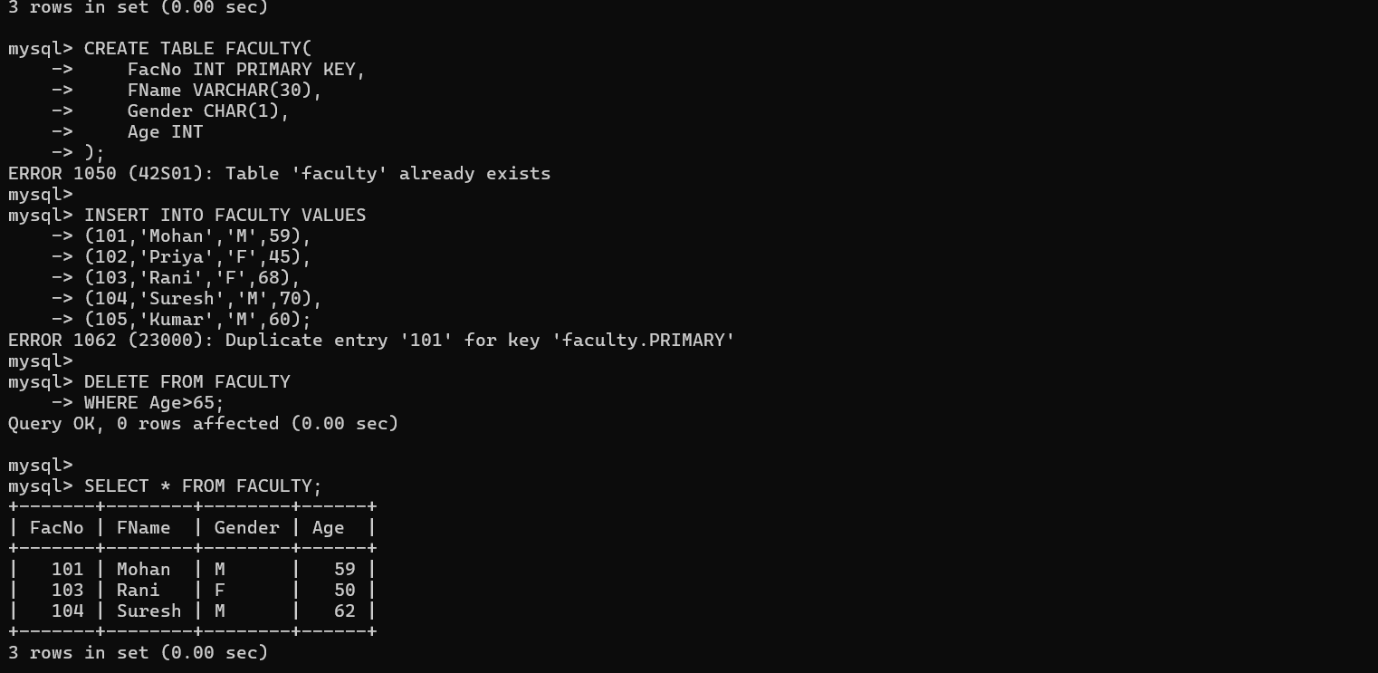 3 rows in set (0.00 sec)

mysql> CREATE TABLE FACULTY(
    ->     FacNo INT PRIMARY KEY,
    ->     FName VARCHAR(30),
    ->     Gender CHAR(1),
    ->     Age INT
    -> );
ERROR 1050 (42S01): Table 'faculty' already exists
mysql>
mysql> INSERT INTO FACULTY VALUES
    -> (101,'Mohan','M',59),
    -> (102,'Priya','F',45),
    -> (103,'Rani','F',68),
    -> (104,'Suresh','M',70),
    -> (105,'Kumar','M',60);
ERROR 1062 (23000): Duplicate entry '101' for key 'faculty.PRIMARY'
mysql>
mysql> DELETE FROM FACULTY
    -> WHERE Age>65;
Query OK, 0 rows affected (0.00 sec)

mysql>
mysql> SELECT * FROM FACULTY;
+-------+--------+--------+------+
| FacNo | FName  | Gender | Age  |
+-------+--------+--------+------+
|   101 | Mohan  | M      |   59 |
|   103 | Rani   | F      |   50 |
|   104 | Suresh | M      |   62 |
+-------+--------+--------+------+
3 rows in set (0.00 sec)